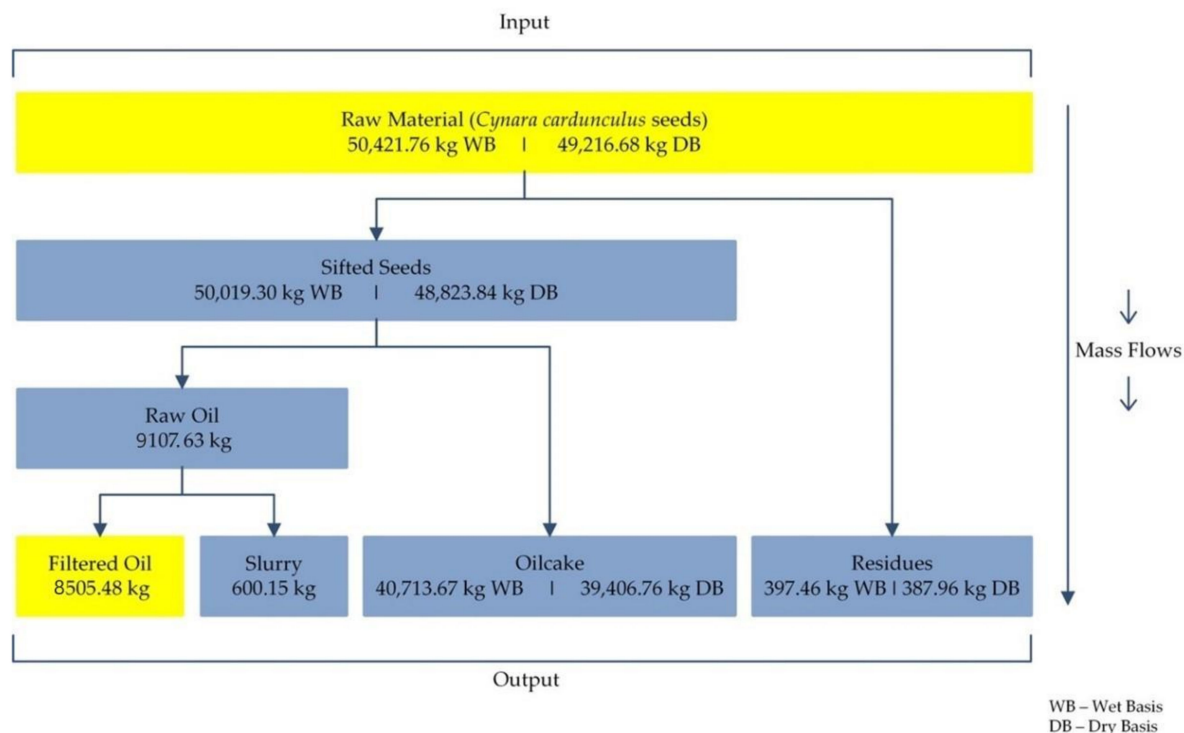 Input
Raw Material (Cynara cardunculus seeds)
50,421.76 kg WB | 49,216.68 kg DB
Sifted Seeds
50,019.30 kg WB | 48,823.84 kg DB
Mass Flows
Raw Oil
9107.63 kg
Filtered Oil
8505.48 kg
Slurry
600.15 kg
Oilcake
40,713.67 kg WB | 39,406.76 kg DB
Residues
397.46 kg WB | 387.96 kg DB
Output
WB – Wet Basis
DB – Dry Basis